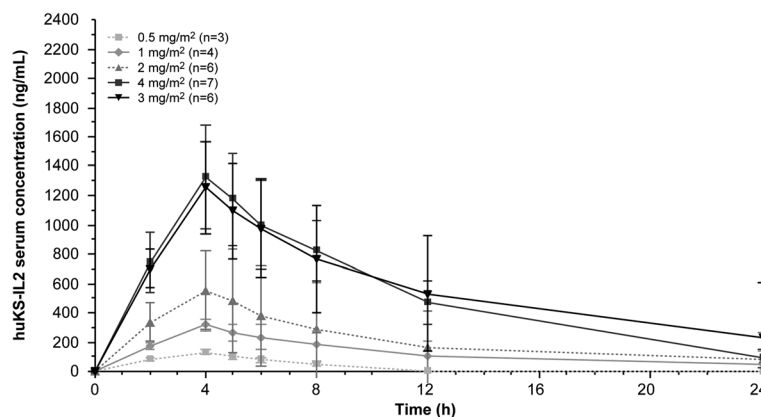 2400
2200
2000
1800
1600
1400
1200
1000
800
600
400
200
0
huKS-IL2 serum concentration (ng/mL)
0.5 mg/m² (n=3)
1 mg/m² (n=4)
2 mg/m² (n=6)
4 mg/m² (n=7)
3 mg/m² (n=6)
0 4 6 8 12 16 20 24
Time (h)